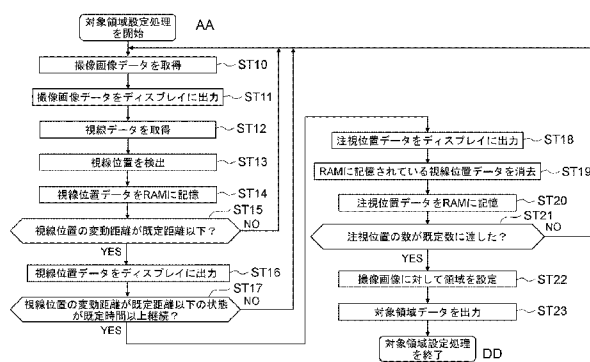 対象領域設定処理
を開始
AA
撮像画像データを取得
ST10
撮像画像データをディスプレイに出力
ST11
視線データを取得
ST12
視線位置を検出
ST13
視線位置データをRAMに記憶
ST14
ST15
視線位置の変動距離が既定距離以下？
NO
YES
視線位置データをディスプレイに出力
ST16
ST17
視線位置の変動距離が既定距離以下の状態
が既定時間以上継続？
NO
YES
注視位置データをディスプレイに出力
ST18
RAMに記憶されている視線位置データを消去
ST19
注視位置データをRAMに記憶
ST20
ST21
注視位置の数が既定数に達した？
NO
YES
撮像画像に対して領域を設定
ST22
対象領域データを出力
ST23
対象領域設定処理
を終了
DD